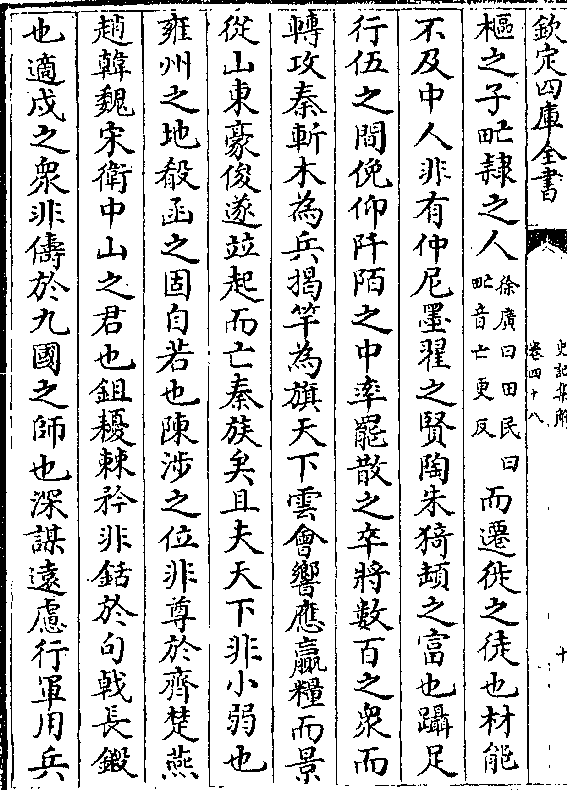 欽定四庫全書
史記集解
卷四十八
十
樞之子甿隷之人徐廣曰田民曰甿音亡更反而遷徙之徒也材能
不及中人非有仲尼墨翟之賢陶朱猗頓之富也躡足
行伍之間俛仰阡陌之中率罷散之卒將數百之衆而
轉攻秦斬木為兵揭竿為旗天下雲會響應贏糧而景
從山東豪俊遂竝起而亡秦族矣且夫天下非小弱也
雍州之地殽函之固自若也陳涉之位非尊於齊楚燕
趙韓魏宋衛中山之君也鉏耰棘矜非銛於句戟長鎩
也適戍之衆非儔於九國之師也深謀遠慮行軍用兵